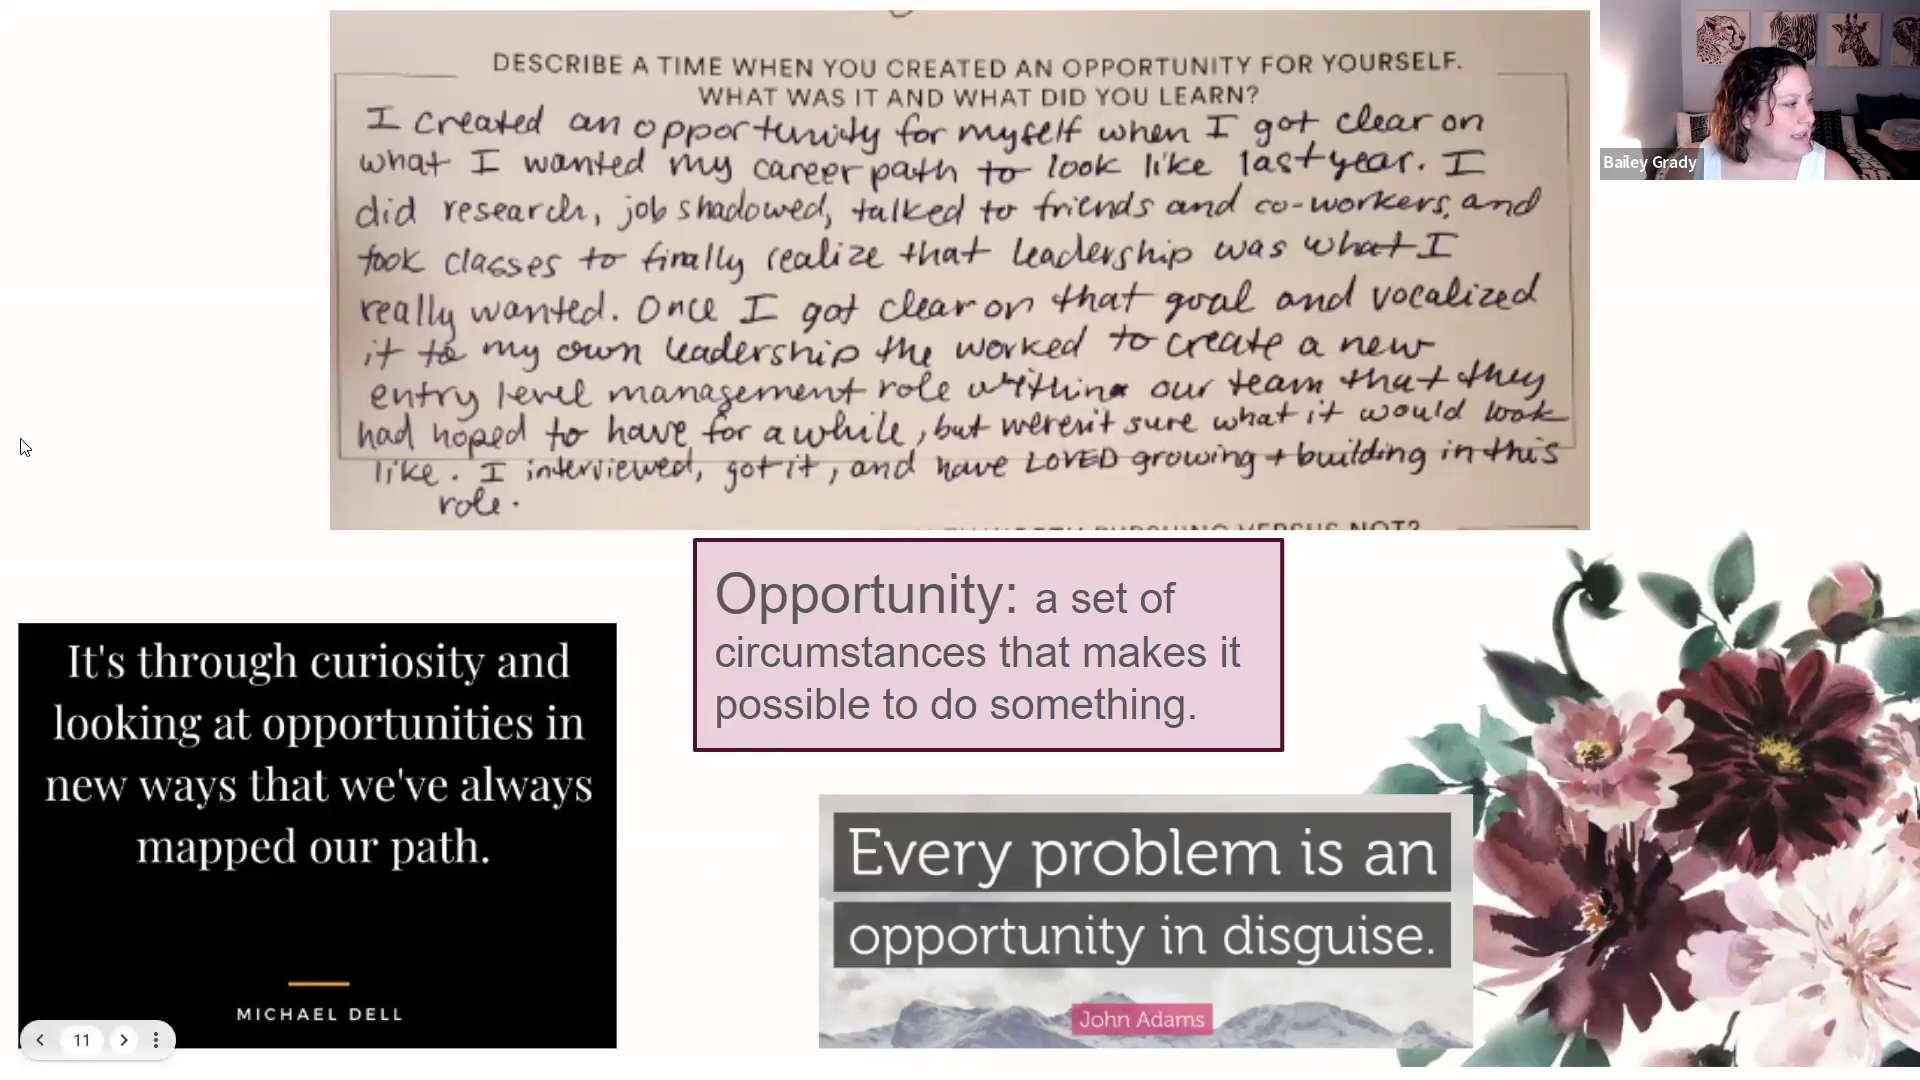 DESCRIBE A TIME WHEN YOU CREATED AN OPPORTUNITY FOR YOURSELF.
WHAT WAS IT AND WHAT DID YOU LEARN?
I created an opportunity for myself when I got clear on
what I wanted my career path to look like last year. I
did research, job shadowed, talked to friends and co-workers, and
took classes to finally realize that leadership was what I
really wanted. Once I got clear on that goal and vocalized
it to my own leadership the worked to create a new
entry level management role within our team that they
had hoped to have for a while, but weren't sure what it would look
like. I interviewed, got it, and have LOVED growing + building in this
role.
WORTH PURSUING VERSUS NOT?
Bailey Grady
Opportunity: a set of
circumstances that makes it
possible to do something.
It's through curiosity and
looking at opportunities in
new ways that we've always
mapped our path.
MICHAEL DELL
Every problem is an
opportunity in disguise.
John Adams
11